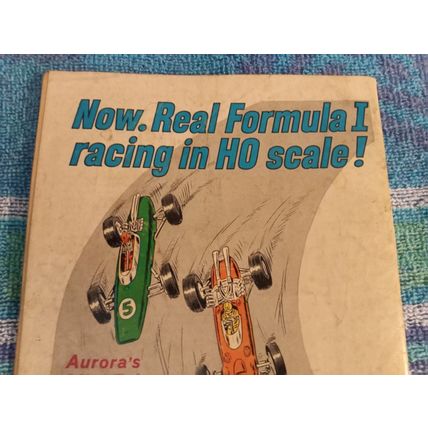 Now. Real Formula I
racing in HO scale!
5
Aurora's